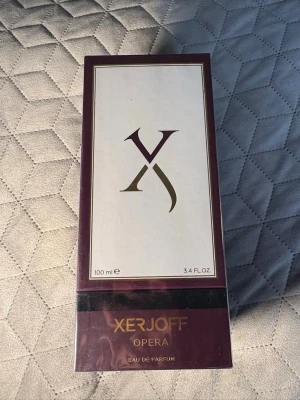 X
100 ml ℮ 3.4 FL.OZ.
XERJOFF
OPERA
EAU DE PARFUM